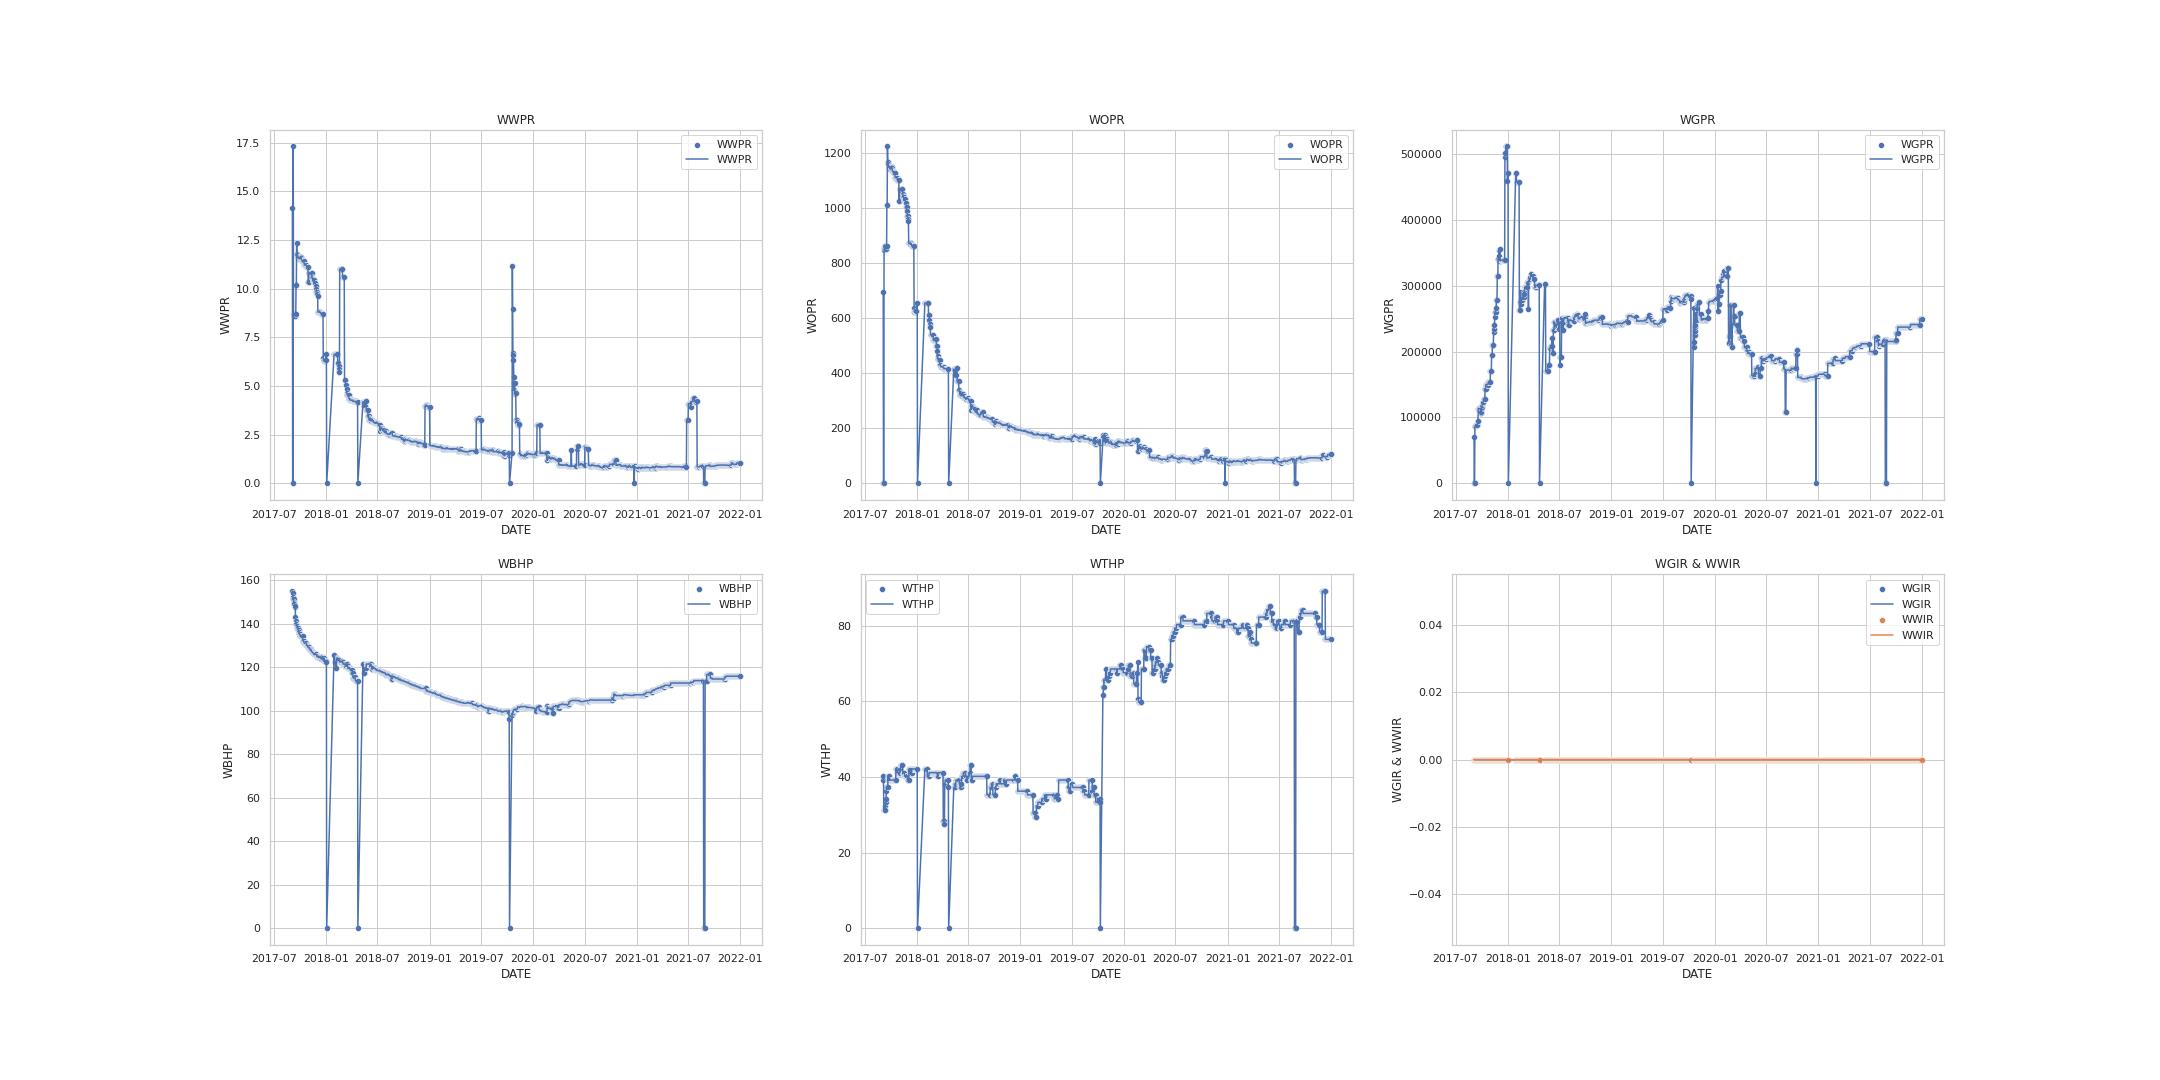 WWPR
17.5
15.0
12.5
10.0
7.5
5.0
2.5
0.0
WWPR
WWPR
WWPR
2017-07 2018-01 2018-07 2019-01 2019-07 2020-01 2020-07 2021-01 2021-07 2022-01
DATE
WOPR
1200
1000
800
600
400
200
0
WOPR
WOPR
WOPR
2017-07 2018-01 2018-07 2019-01 2019-07 2020-01 2020-07 2021-01 2021-07 2022-01
DATE
WGPR
500000
400000
300000
200000
100000
0
WGPR
WGPR
WGPR
2017-07 2018-01 2018-07 2019-01 2019-07 2020-01 2020-07 2021-01 2021-07 2022-01
DATE
WBHP
160
140
120
100
80
60
40
20
0
WBHP
WBHP
WBHP
2017-07 2018-01 2018-07 2019-01 2019-07 2020-01 2020-07 2021-01 2021-07 2022-01
DATE
WTHP
80
60
40
20
0
WTHP
WTHP
WTHP
2017-07 2018-01 2018-07 2019-01 2019-07 2020-01 2020-07 2021-01 2021-07 2022-01
DATE
WGIR & WWIR
0.04
0.02
0.00
−0.02
−0.04
WGIR & WWIR
WGIR
WGIR
WWIR
WWIR
2017-07 2018-01 2018-07 2019-01 2019-07 2020-01 2020-07 2021-01 2021-07 2022-01
DATE